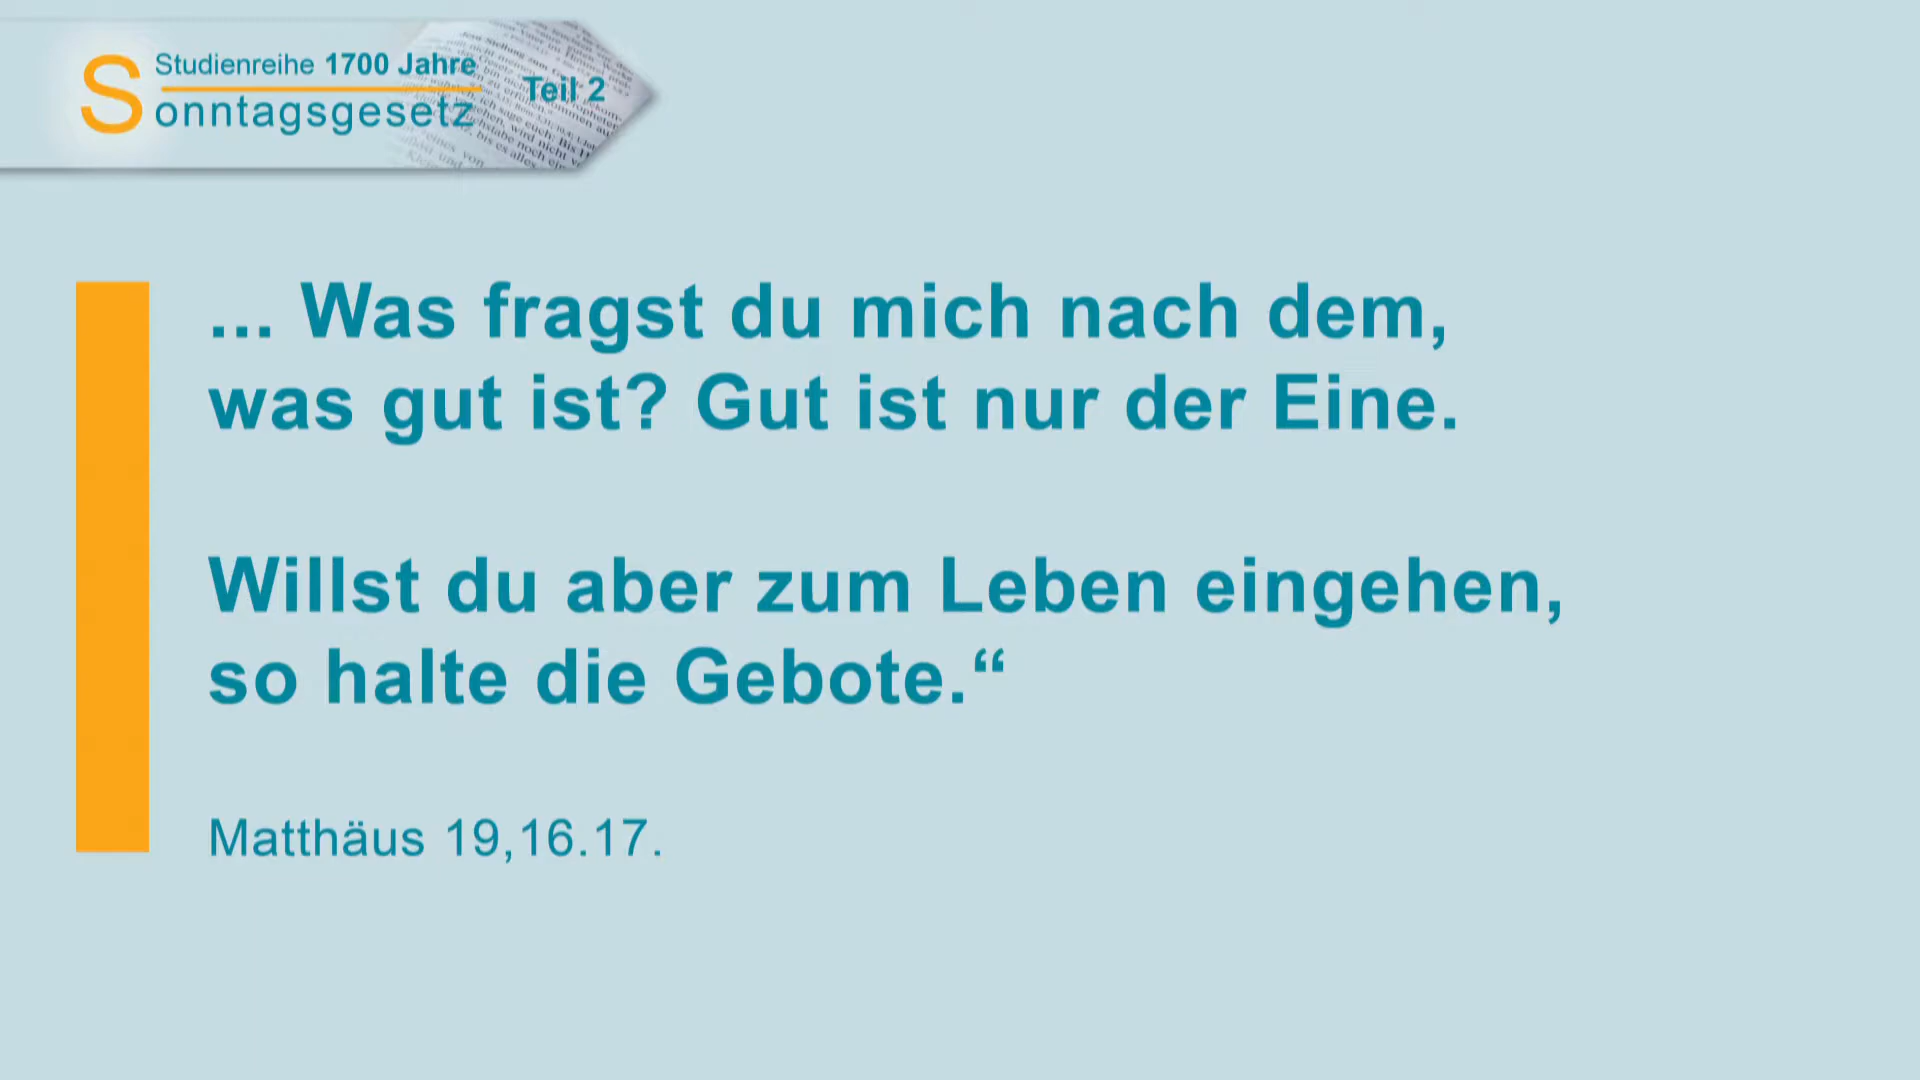 Studienreihe 1700 Jahre
Sonntagsgesetz
Teil 2
... Was fragst du mich nach dem,
was gut ist? Gut ist nur der Eine.
Willst du aber zum Leben eingehen,
so halte die Gebote.“
Matthäus 19,16.17.